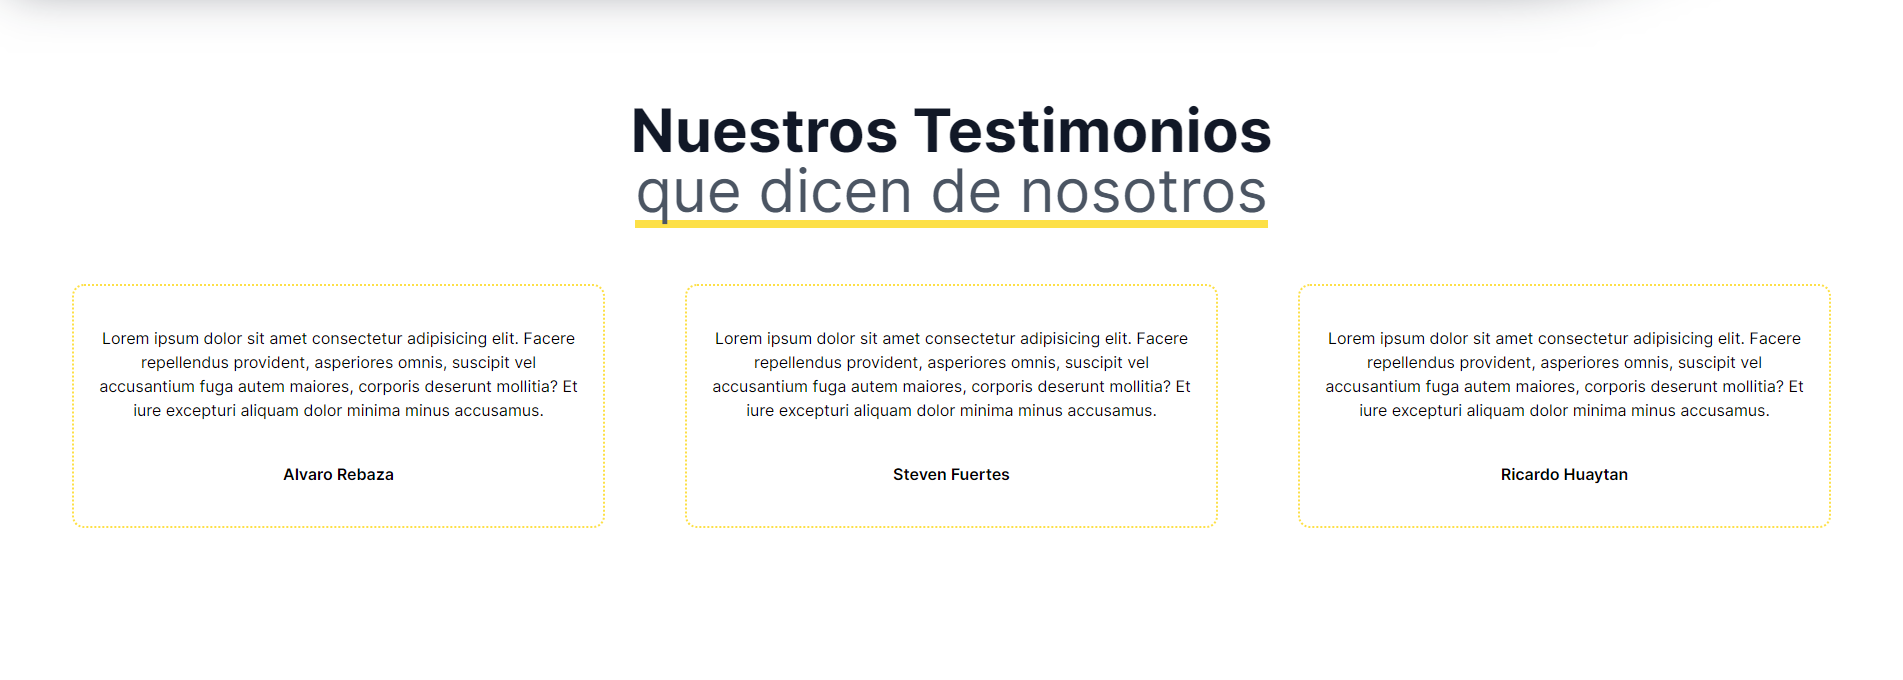 Nuestros Testimonios
que dicen de nosotros
Lorem ipsum dolor sit amet consectetur adipisicing elit. Facere
repellendus provident, asperiores omnis, suscipit vel
accusantium fuga autem maiores, corporis deserunt mollitia? Et
iure excepturi aliquam dolor minima minus accusamus.
Alvaro Rebaza
Lorem ipsum dolor sit amet consectetur adipisicing elit. Facere
repellendus provident, asperiores omnis, suscipit vel
accusantium fuga autem maiores, corporis deserunt mollitia? Et
iure excepturi aliquam dolor minima minus accusamus.
Steven Fuertes
Lorem ipsum dolor sit amet consectetur adipisicing elit. Facere
repellendus provident, asperiores omnis, suscipit vel
accusantium fuga autem maiores, corporis deserunt mollitia? Et
iure excepturi aliquam dolor minima minus accusamus.
Ricardo Huaytan